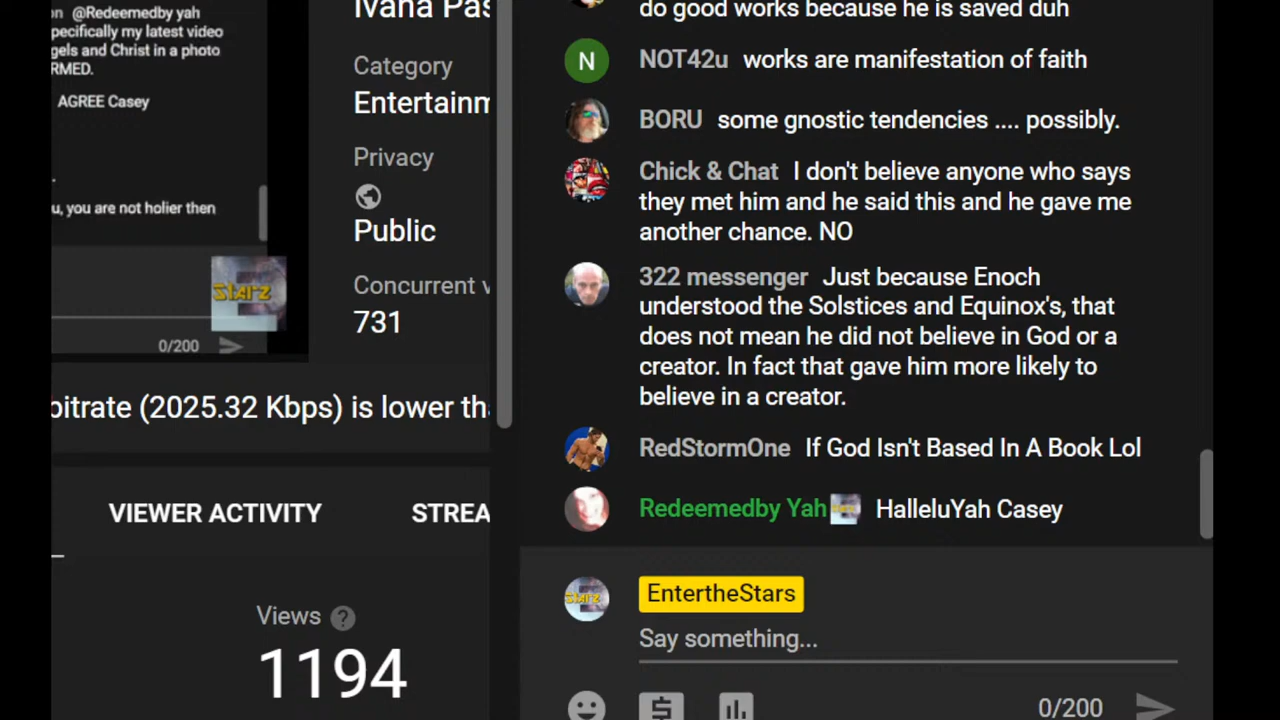 n @Redeemedby yah
pecifically my latest video
gels and Christ in a photo
RMED.
AGREE Casey
u, you are not holier then
STARZ
0/200
Ivana Pas
Category
Entertainm
Privacy
Public
Concurrent v
731
bitrate (2025.32 Kbps) is lower tha
VIEWER ACTIVITY
STREA
Views ?
1194
do good works because he is saved duh
N
NOT42u works are manifestation of faith
BORU some gnostic tendencies .... possibly.
Chick & Chat I don't believe anyone who says
they met him and he said this and he gave me
another chance. NO
322 messenger Just because Enoch
understood the Solstices and Equinox's, that
does not mean he did not believe in God or a
creator. In fact that gave him more likely to
believe in a creator.
RedStormOne If God Isn't Based In A Book Lol
Redeemedby Yah HalleluYah Casey
STARZ
EntertheStars
Say something...
$
0/200